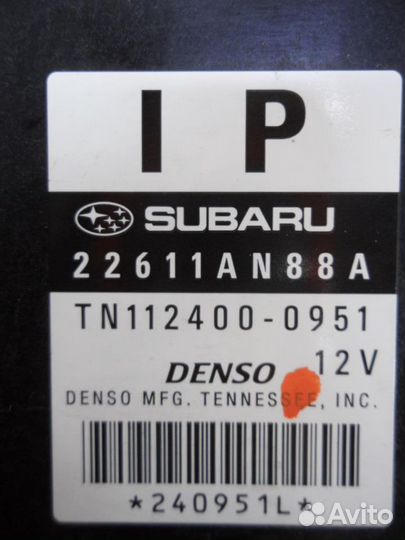 I P
SUBARU
22611AN88A
TN112400-0951
DENSO 12V
DENSO MFG. TENNESSEE, INC.
*240951L*
Avito